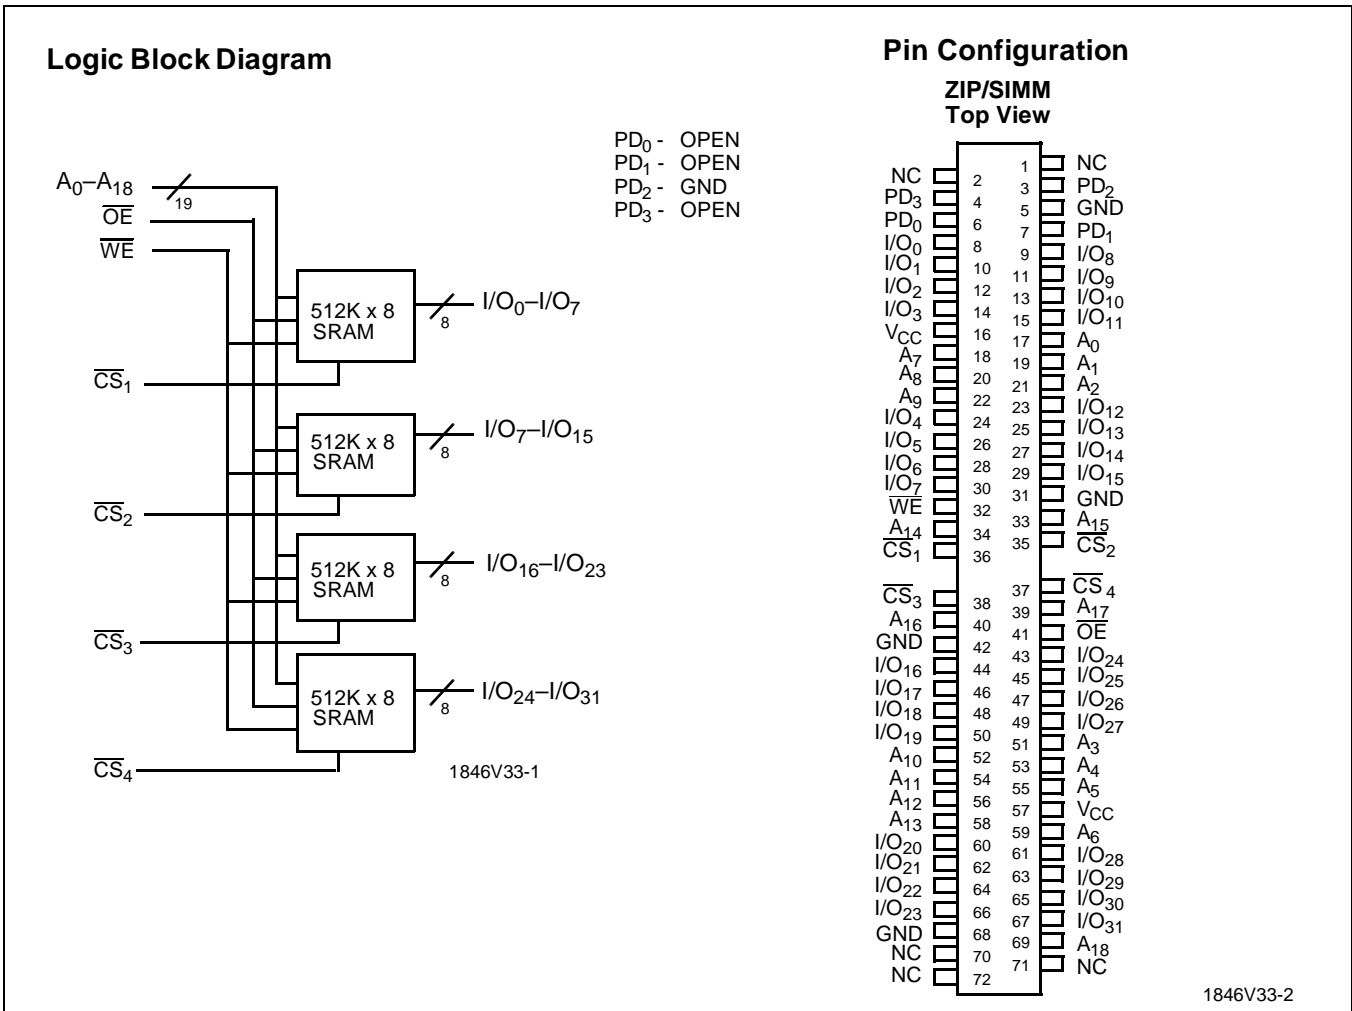 Logic Block Diagram
A0–A18
19
OE
WE
512K x 8
SRAM
8
I/O0–I/O7
CS1
512K x 8
SRAM
8
I/O7–I/O15
CS2
512K x 8
SRAM
8
I/O16–I/O23
CS3
512K x 8
SRAM
8
I/O24–I/O31
CS4
1846V33-1
PD0 - OPEN
PD1 - OPEN
PD2 - GND
PD3 - OPEN
Pin Configuration
ZIP/SIMM
Top View
1 NC
NC 2
3 PD2
PD3 4
5 GND
PD0 6
7 PD1
I/O0 8
9 I/O8
I/O1 10
11 I/O9
I/O2 12
13 I/O10
I/O3 14
15 I/O11
VCC 16
17 A0
A7 18
19 A1
A8 20
21 A2
A9 22
23 I/O12
I/O4 24
25 I/O13
I/O5 26
27 I/O14
I/O6 28
29 I/O15
I/O7 30
31 GND
WE 32
33 A15
A14 34
35 CS2
CS1 36
37 CS4
CS3 38
39 A17
A16 40
41 OE
GND 42
43 I/O24
I/O16 44
45 I/O25
I/O17 46
47 I/O26
I/O18 48
49 I/O27
I/O19 50
51 A3
A10 52
53 A4
A11 54
55 A5
A12 56
57 VCC
A13 58
59 A6
I/O20 60
61 I/O28
I/O21 62
63 I/O29
I/O22 64
65 I/O30
I/O23 66
67 I/O31
GND 68
69 A18
NC 70
71 NC
NC 72
1846V33-2